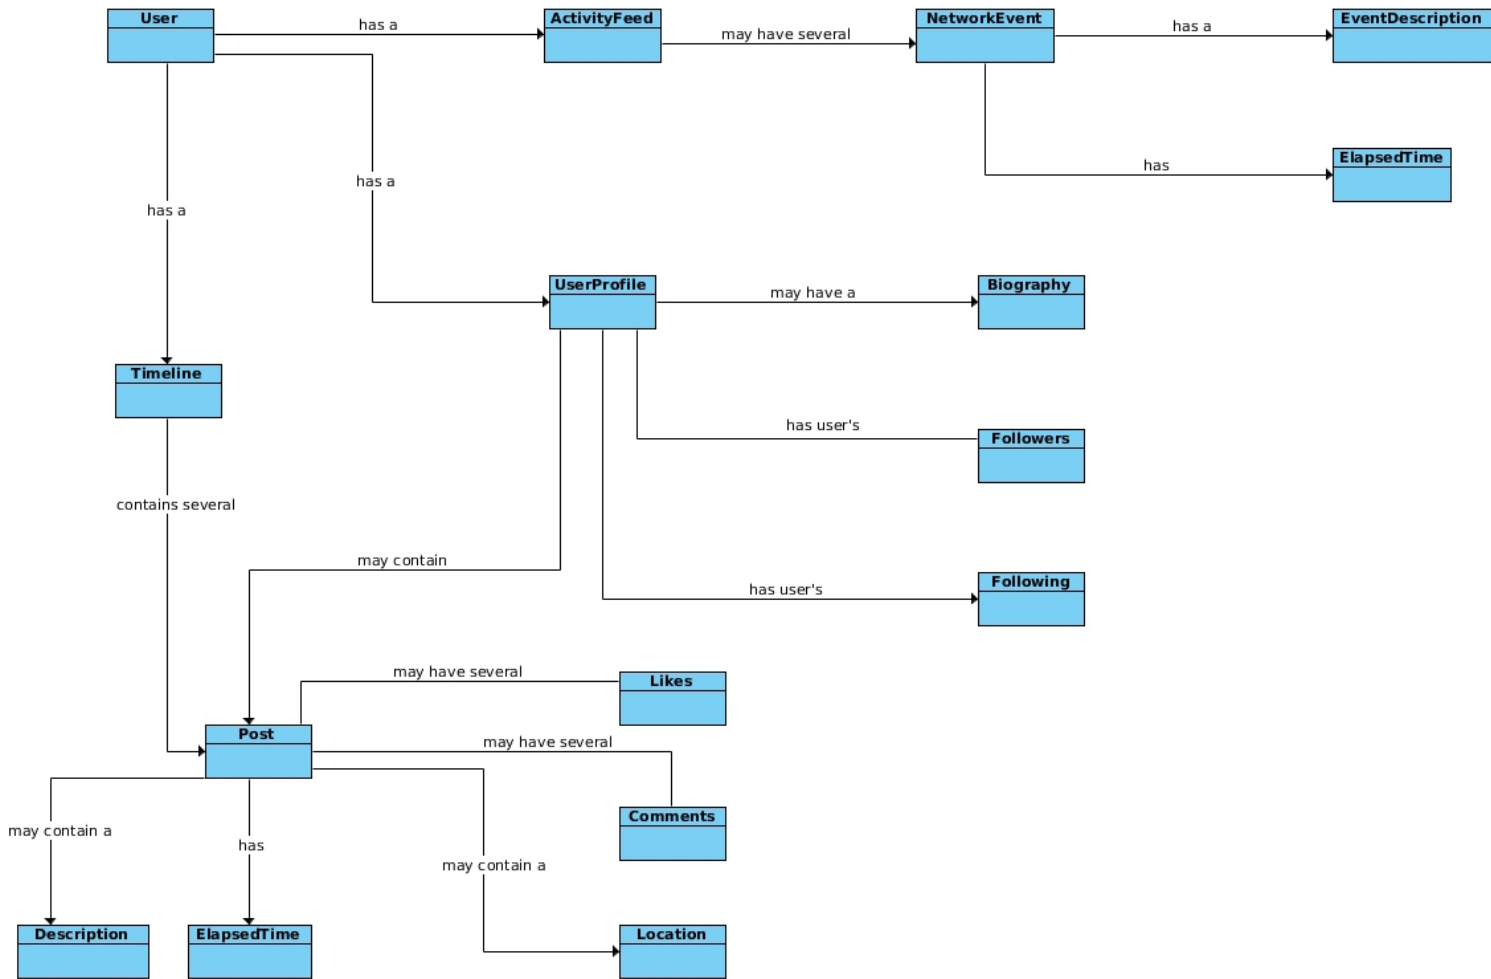 User
has a
ActivityFeed
may have several
NetworkEvent
has a
EventDescription
has
ElapsedTime
has a
has a
UserProfile
may have a
Biography
Timeline
has user's
Followers
contains several
may contain
has user's
Following
may have several
Likes
Post
may have several
Comments
may contain a
has
may contain a
Description
ElapsedTime
Location